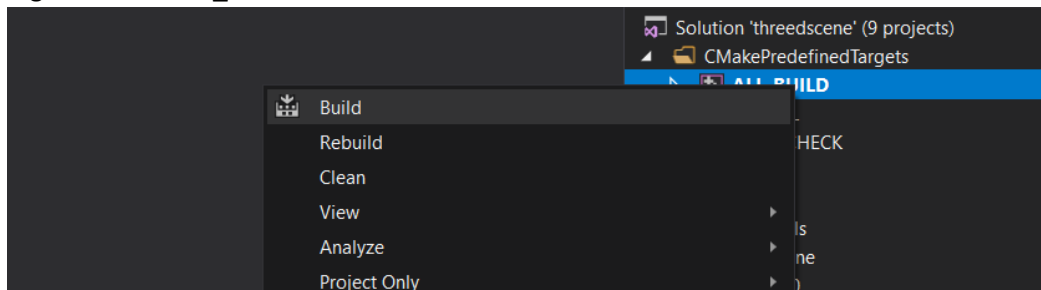 Solution 'threedscene' (9 projects)
CMakePredefinedTargets
ALL_BUILD
Build
Rebuild
HECK
Clean
View
ls
Analyze
ne
Project Only